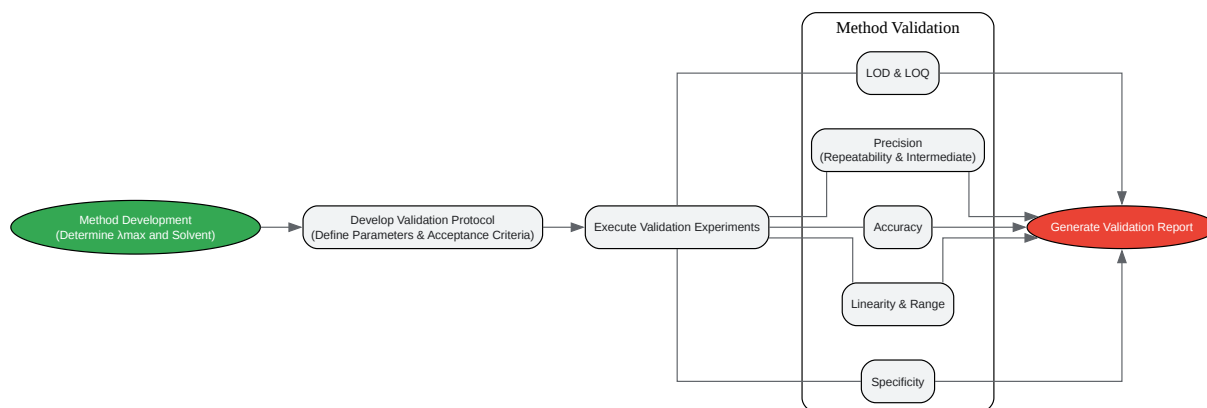 Method Validation
LOD & LOQ
Precision
(Repeatability & Intermediate)
Method Development
(Determine λmax and Solvent)
Develop Validation Protocol
(Define Parameters & Acceptance Criteria)
Execute Validation Experiments
Accuracy
Generate Validation Report
Linearity & Range
Specificity